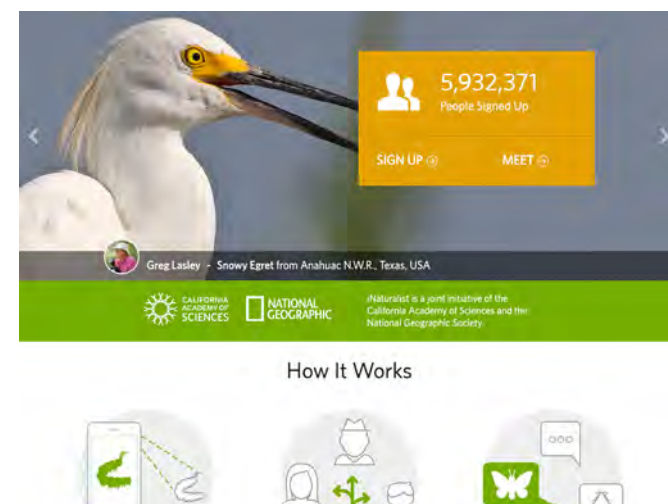 5,932,371
People Signed Up
SIGN UP
MEET
Greg Lasley - Snowy Egret from Anahuac N.W.R., Texas, USA
CALIFORNIA
ACADEMY OF
SCIENCES
NATIONAL
GEOGRAPHIC
iNaturalist is a joint initiative of the
California Academy of Sciences and the
National Geographic Society.
How It Works